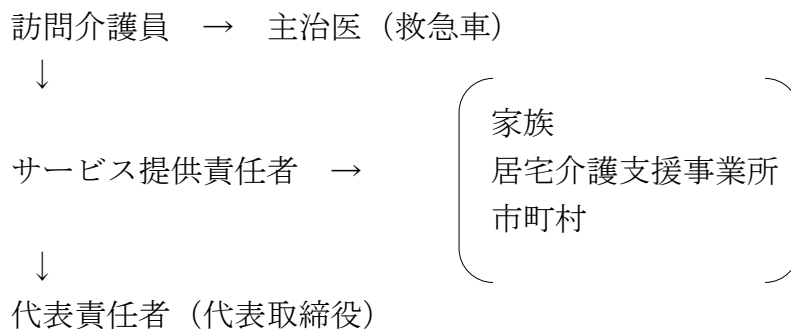 訪問介護員　→　主治医（救急車）
↓
家族
サービス提供責任者　→　居宅介護支援事業所
市町村
↓
代表責任者（代表取締役）